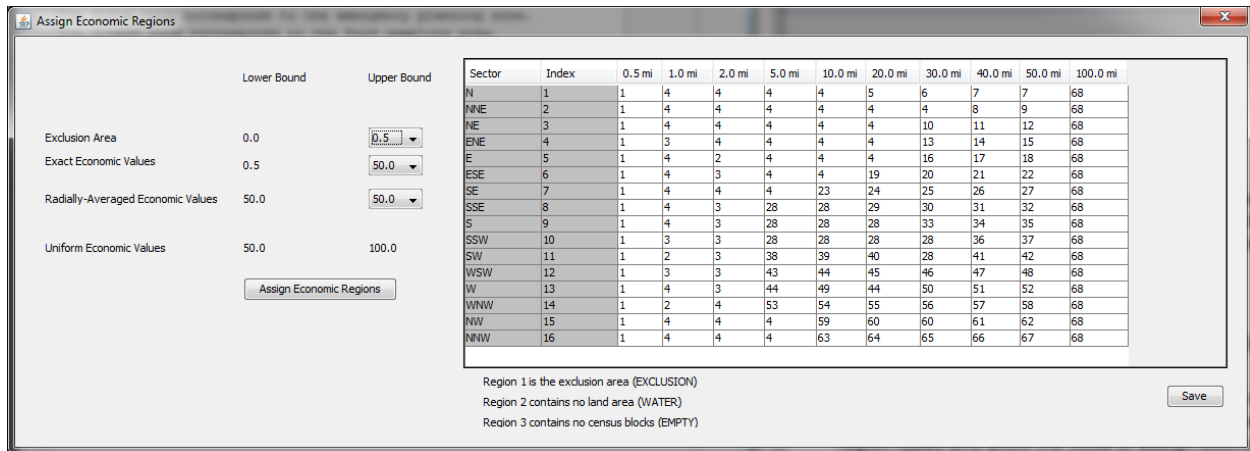 Assign Economic Regions
Lower Bound Upper Bound
Exclusion Area 0.0 0.5
Exact Economic Values 0.5 50.0
Radially-Averaged Economic Values 50.0 50.0
Uniform Economic Values 50.0 100.0
Assign Economic Regions
Sector Index 0.5 mi 1.0 mi 2.0 mi 5.0 mi 10.0 mi 20.0 mi 30.0 mi 40.0 mi 50.0 mi 100.0 mi
N 1 1 4 4 4 4 5 6 7 7 68
NNE 2 1 4 4 4 4 4 4 8 9 68
NE 3 1 4 4 4 4 4 10 11 12 68
ENE 4 1 3 4 4 4 4 13 14 15 68
E 5 1 4 2 4 4 4 16 17 18 68
ESE 6 1 4 3 4 4 19 20 21 22 68
SE 7 1 4 4 4 23 24 25 26 27 68
SSE 8 1 4 3 28 28 29 30 31 32 68
S 9 1 4 3 28 28 28 33 34 35 68
SSW 10 1 3 3 28 28 28 28 36 37 68
SW 11 1 2 3 38 39 40 28 41 42 68
WSW 12 1 3 3 43 44 45 46 47 48 68
W 13 1 4 3 44 49 44 50 51 52 68
WNW 14 1 2 4 53 54 55 56 57 58 68
NW 15 1 4 4 4 59 60 60 61 62 68
NNW 16 1 4 4 4 63 64 65 66 67 68
Region 1 is the exclusion area (EXCLUSION)
Region 2 contains no land area (WATER)
Region 3 contains no census blocks (EMPTY)
Save